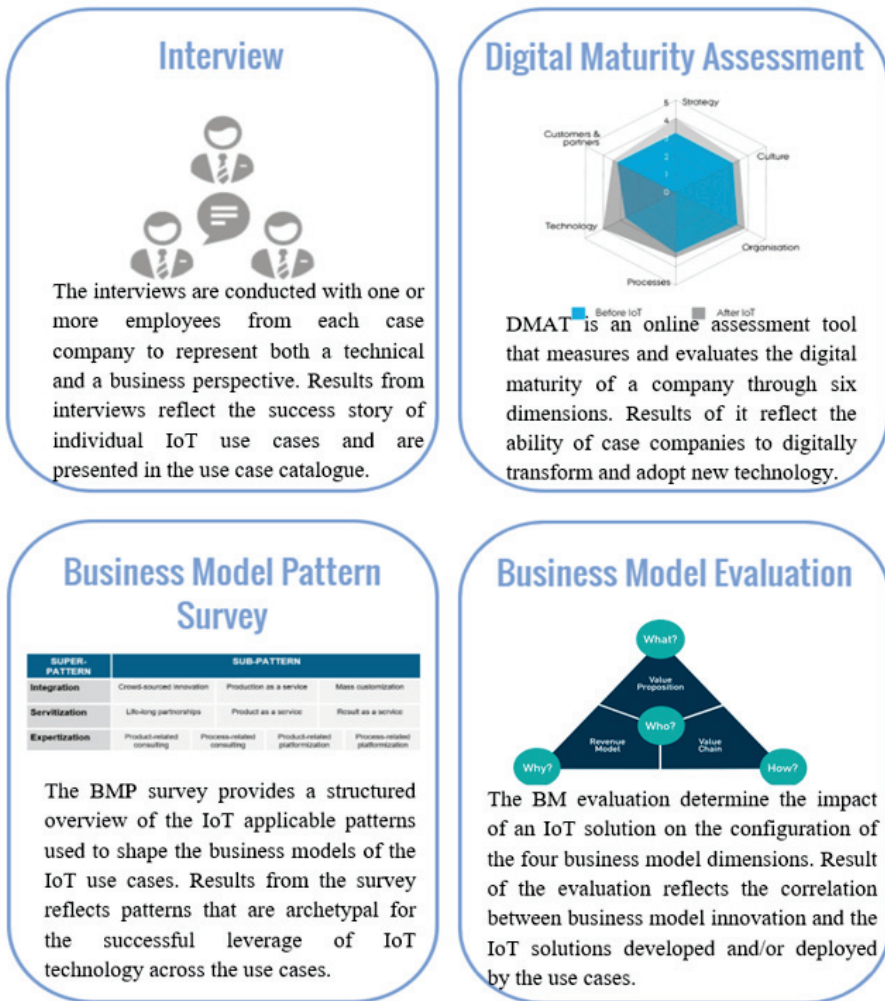 Interview
The interviews are conducted with one or
more employees from each case
company to represent both a technical
and a business perspective. Results from
interviews reflect the success story of
individual IoT use cases and are
presented in the use case catalogue.
Digital Maturity Assessment
5
Strategy
4
3
2
1
0
Customers &
partners
Culture
Technology
Organisation
Processes
Before IoT After IoT
DMAT is an online assessment tool
that measures and evaluates the digital
maturity of a company through six
dimensions. Results of it reflect the
ability of case companies to digitally
transform and adopt new technology.
Business Model Pattern
Survey
SUPER-
PATTERN
SUB-PATTERN
Integration Crowd-sourced innovation Production as a service Mass customization
Servitization Life-long partnerships Product as a service Result as a service
Expertization Product-related
consulting Process-related
consulting Product-related
platformization Process-related
platformization
The BMP survey provides a structured
overview of the IoT applicable patterns
used to shape the business models of the
IoT use cases. Results from the survey
reflects patterns that are archetypal for
the successful leverage of IoT
technology across the use cases.
Business Model Evaluation
What?
Value
Proposition
Who?
Revenue
Model
Value
Chain
Why?
How?
The BM evaluation determine the impact
of an IoT solution on the configuration of
the four business model dimensions. Result
of the evaluation reflects the correlation
between business model innovation and the
IoT solutions developed and/or deployed
by the use cases.